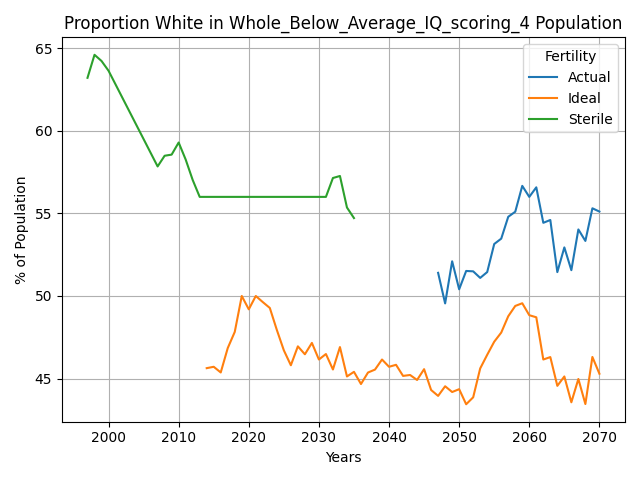 Proportion White in Whole_Below_Average_IQ_scoring_4 Population
% of Population
65
60
55
50
45
Fertility
Actual
Ideal
Sterile
2000 2010 2020 2030 2040 2050 2060 2070
Years